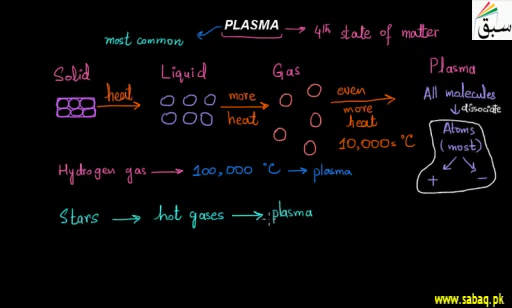 PLASMA → 4th state of matter
most common
سبق
Solid
Liquid
Gas
Plasma
heat
more
heat
even
more
heat
10,000s °C
All molecules
dissociate
Atoms
(most)
+ −
Hydrogen gas → 100,000 °C → plasma
Stars → hot gases → plasma
www.sabaq.pk